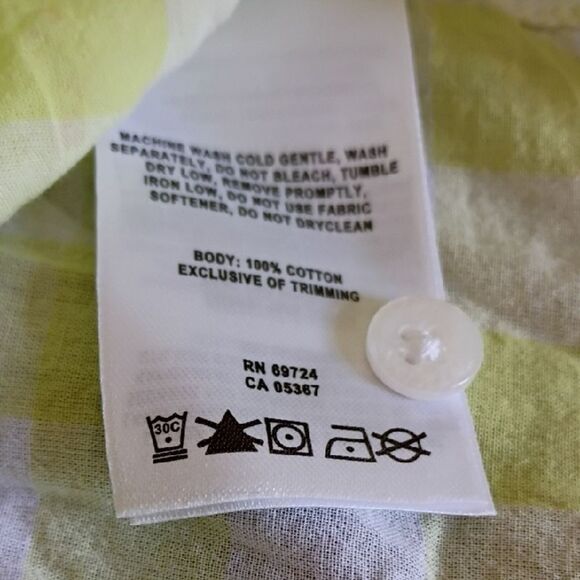 MACHINE WASH COLD GENTLE, WASH
SEPARATELY, DO NOT BLEACH, TUMBLE
DRY LOW, REMOVE PROMPTLY,
IRON LOW, DO NOT USE FABRIC
SOFTENER, DO NOT DRYCLEAN
BODY: 100% COTTON
EXCLUSIVE OF TRIMMING
RN 69724
CA 05367
30C